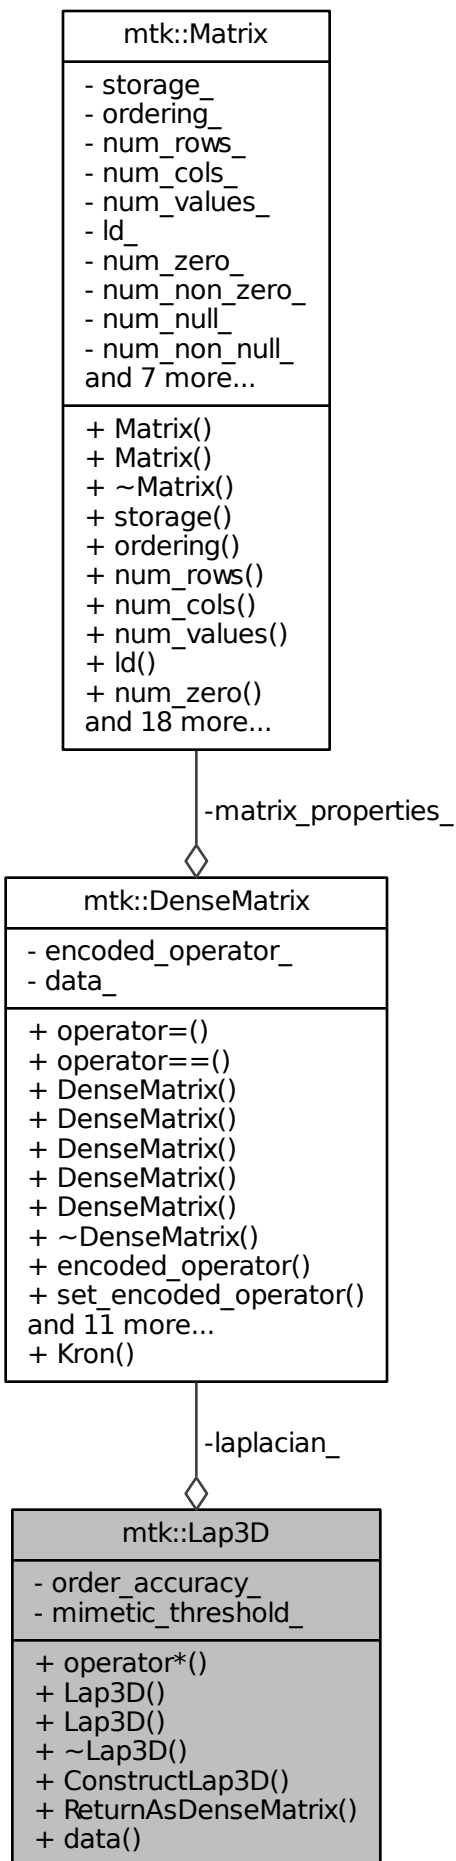 mtk::Matrix
- storage_
- ordering_
- num_rows_
- num_cols_
- num_values_
- ld_
- num_zero_
- num_non_zero_
- num_null_
- num_non_null_
and 7 more...
+ Matrix()
+ Matrix()
+ ~Matrix()
+ storage()
+ ordering()
+ num_rows()
+ num_cols()
+ num_values()
+ ld()
+ num_zero()
and 18 more...
-matrix_properties_
mtk::DenseMatrix
- encoded_operator_
- data_
+ operator=()
+ operator==()
+ DenseMatrix()
+ DenseMatrix()
+ DenseMatrix()
+ DenseMatrix()
+ DenseMatrix()
+ ~DenseMatrix()
+ encoded_operator()
+ set_encoded_operator()
and 11 more...
+ Kron()
-laplacian_
mtk::Lap3D
- order_accuracy_
- mimetic_threshold_
+ operator*()
+ Lap3D()
+ Lap3D()
+ ~Lap3D()
+ ConstructLap3D()
+ ReturnAsDenseMatrix()
+ data()